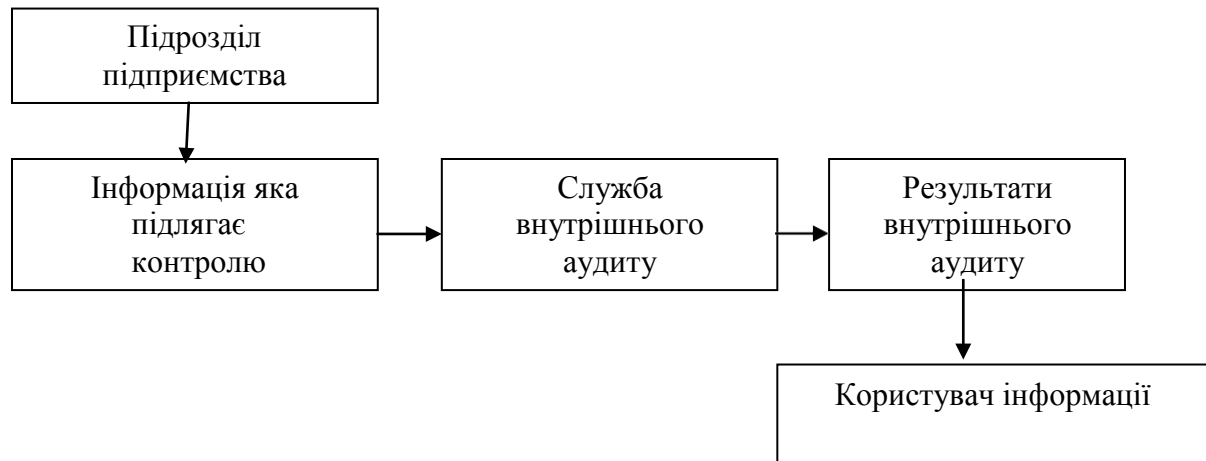 Підрозділ
підприємства
Інформація яка
підлягає
контролю
Служба
внутрішнього
аудиту
Результати
внутрішнього
аудиту
Користувач інформації